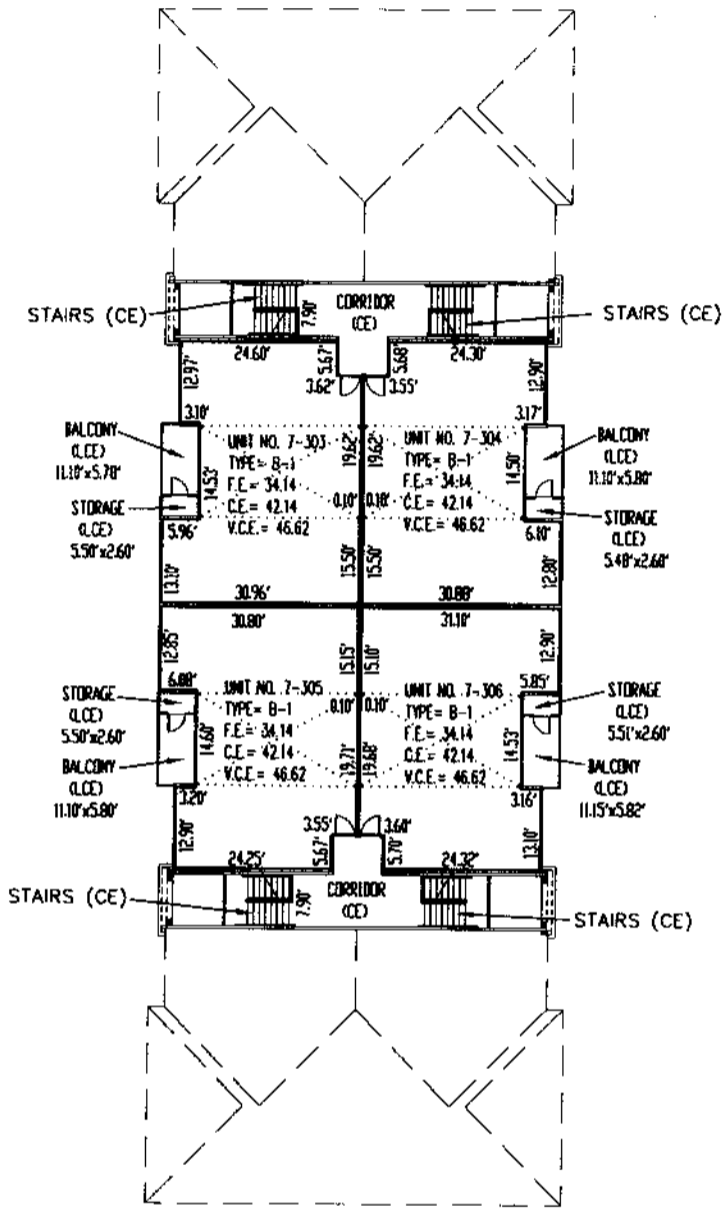 STAIRS (CE)
CORRIDOR
(CE)
7.90'
STAIRS (CE)
24.60'
5.67'
5.68'
24.30'
12.97'
3.62'
3.55'
12.90'
3.10'
3.17'
BALCONY
(LCE)
11.10'x5.78'
UNIT NO. 7-303
TYPE= B-1
F.E.= 34.14
C.E.= 42.14
V.C.E.= 46.62
14.53'
19.62'
19.62'
UNIT NO. 7-304
TYPE= B-1
F.E.= 34.14
C.E.= 42.14
V.C.E.= 46.62
14.50'
BALCONY
(LCE)
11.10'x5.80'
STORAGE
(LCE)
5.50'x2.60'
0.10'
0.10'
STORAGE
(LCE)
5.48'x2.60'
5.96'
6.10'
13.10'
15.50'
15.50'
12.80'
30.96'
30.88'
30.80'
31.10'
12.85'
15.15'
15.10'
12.90'
6.08'
5.85'
STORAGE
(LCE)
5.50'x2.60'
UNIT NO. 7-305
TYPE= B-1
F.E.= 34.14
C.E.= 42.14
V.C.E.= 46.62
0.10'
0.10'
UNIT NO. 7-306
TYPE= B-1
F.E.= 34.14
C.E.= 42.14
V.C.E.= 46.62
STORAGE
(LCE)
5.51'x2.60'
BALCONY
(LCE)
11.10'x5.80'
14.60'
19.71'
19.68'
14.53'
BALCONY
(LCE)
11.15'x5.82'
3.20'
3.16'
12.90'
3.55'
3.60'
13.10'
24.25'
5.67'
5.70'
24.32'
STAIRS (CE)
7.90'
CORRIDOR
(CE)
STAIRS (CE)